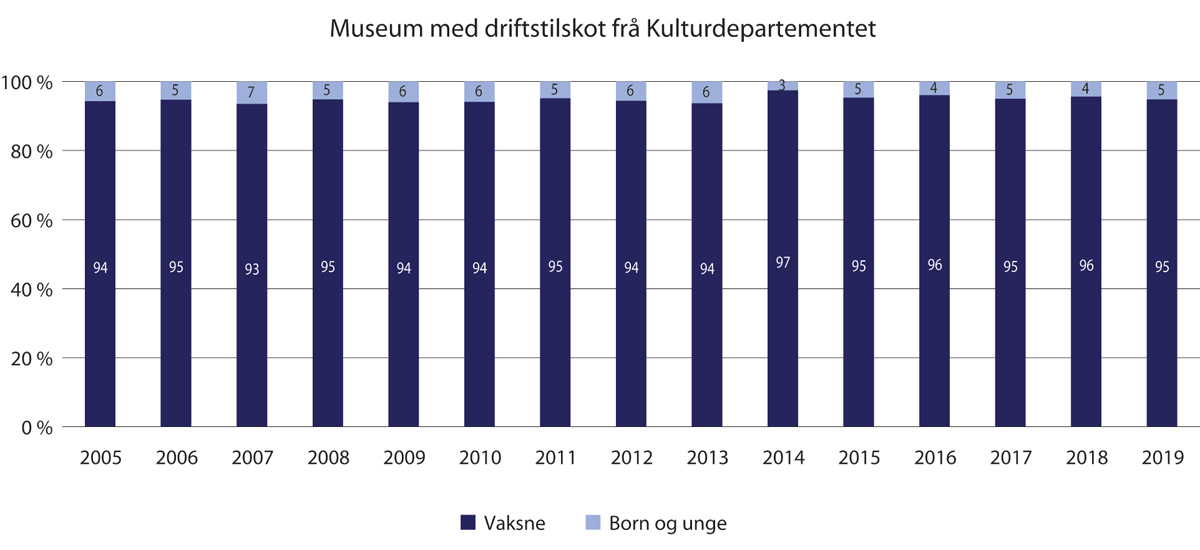 Museum med driftstilskot frå Kulturdepartementet
100 %
6 5 7 5 6 6 5 6 6 3 5 4 5 4 5
80 %
60 %
94 95 93 95 94 94 95 94 94 97 95 96 95 96 95
40 %
20 %
0 %
2005 2006 2007 2008 2009 2010 2011 2012 2013 2014 2015 2016 2017 2018 2019
Vaksne Born og unge